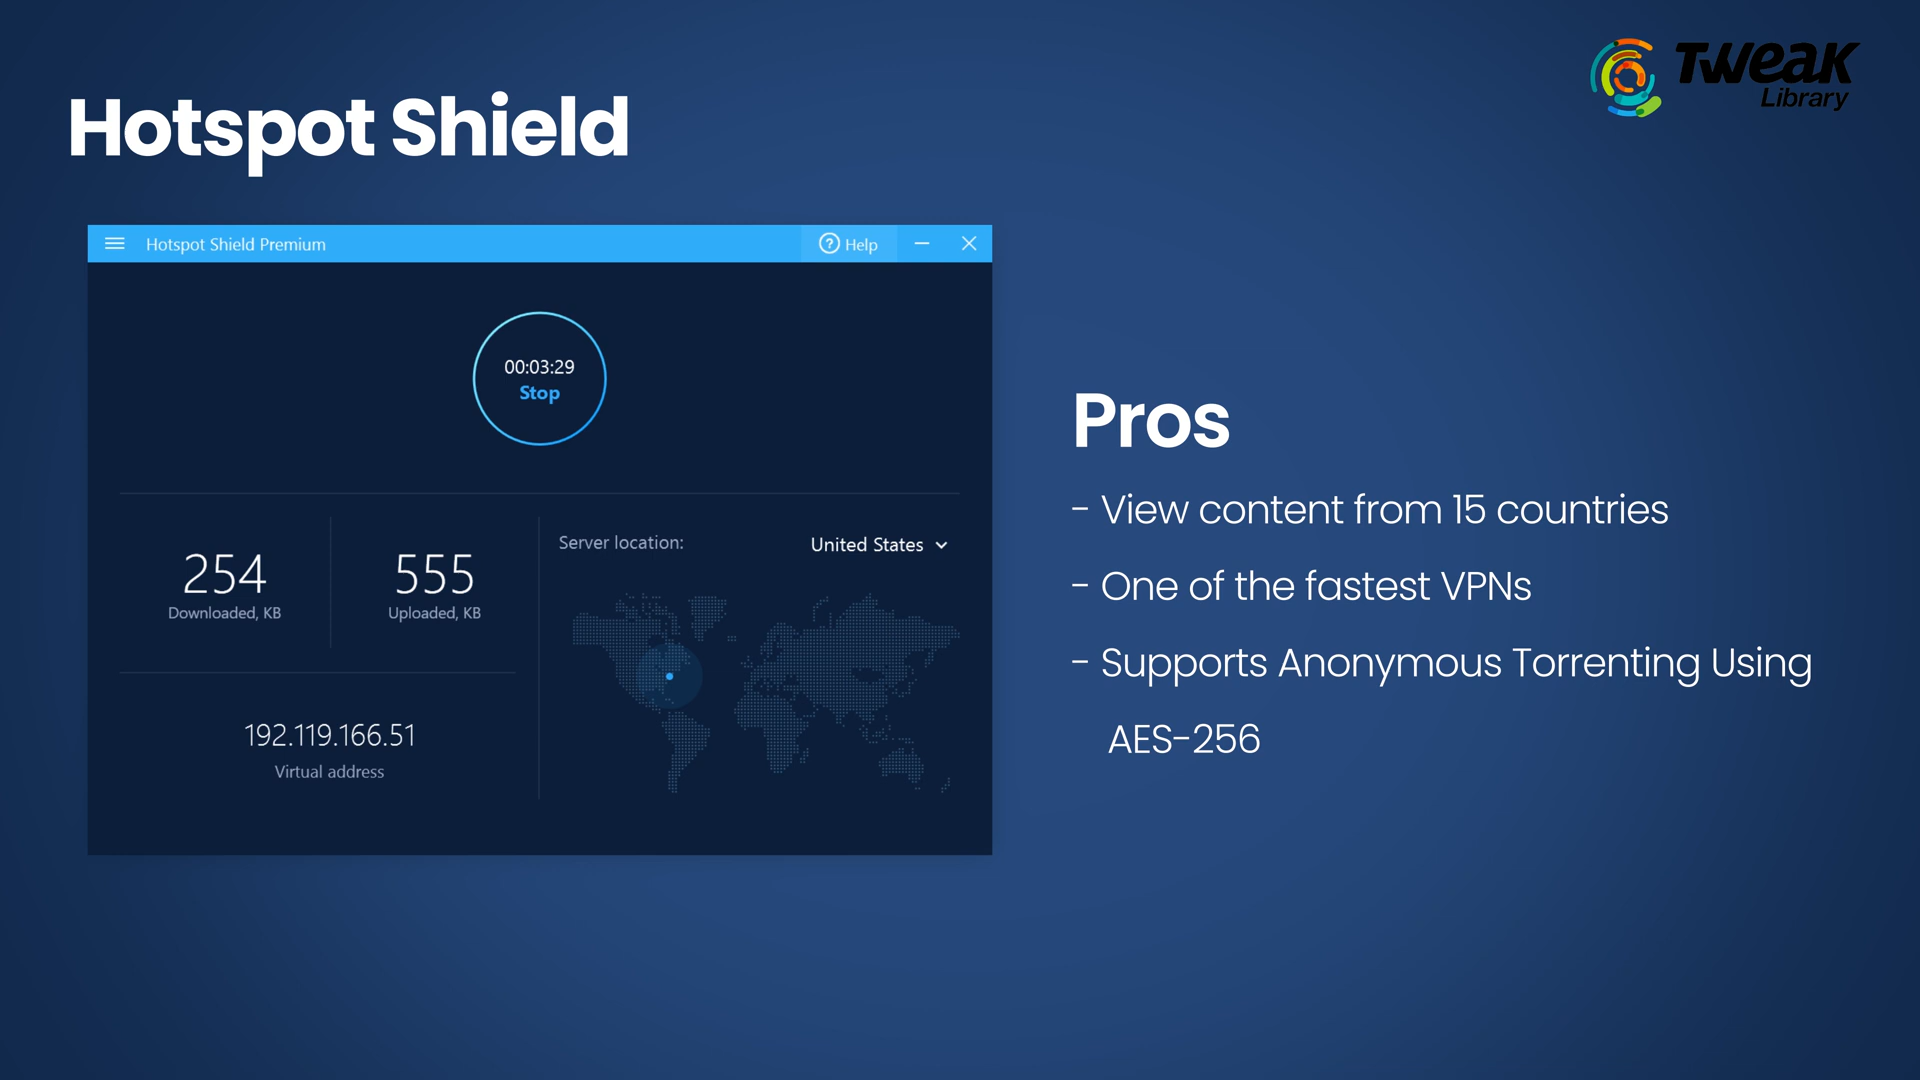 TWeaK
Library
Hotspot Shield
Hotspot Shield Premium
? Help
00:03:29
Stop
254
Downloaded, KB
555
Uploaded, KB
Server location:
United States
192.119.166.51
Virtual address
Pros
- View content from 15 countries
- One of the fastest VPNs
- Supports Anonymous Torrenting Using
AES-256